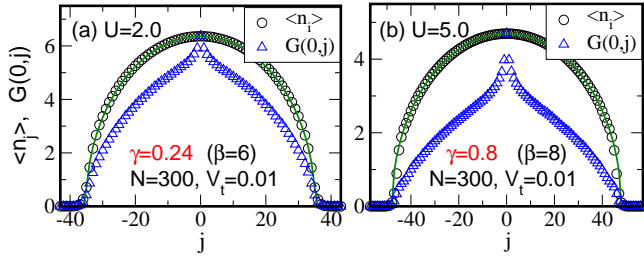 (a) U=2.0
<n_i>
G(0,j)
<n_j>, G(0,j)
6
4
2
0
γ=0.24 (β=6)
N=300, V_t=0.01
-40 -20 0 20 40
j
(b) U=5.0
<n_i>
G(0,j)
4
2
0
γ=0.8 (β=8)
N=300, V_t=0.01
-40 -20 0 20 40
j